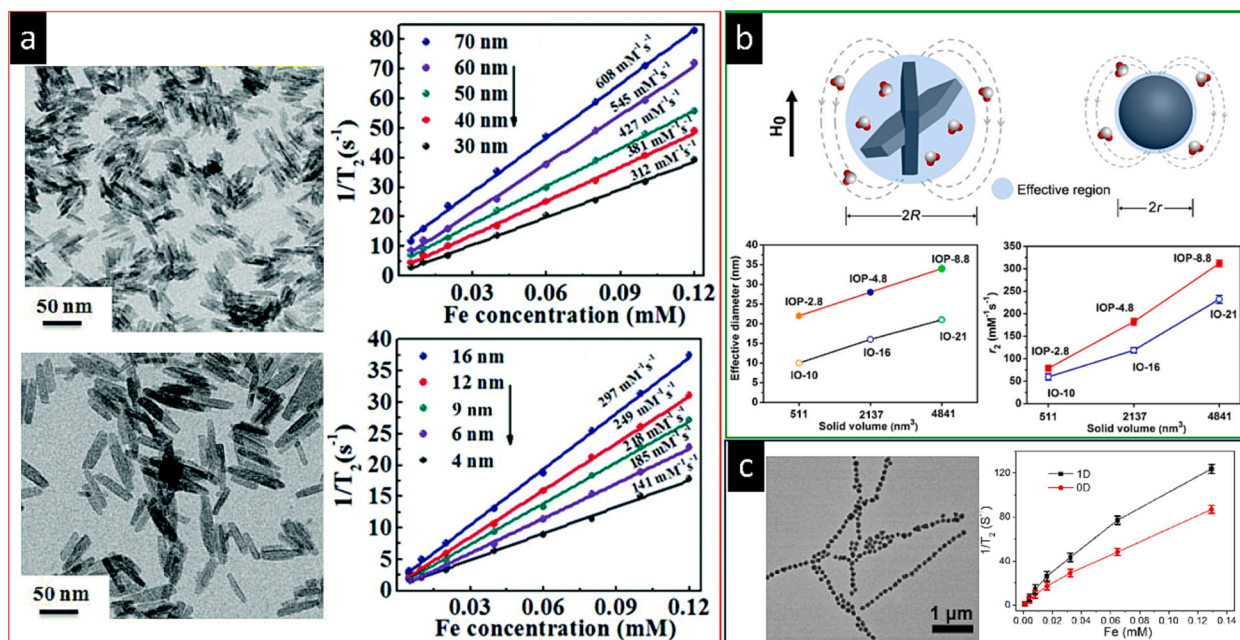 a
50 nm
50 nm
1/T₂(s⁻¹)
80
70
60
50
40
30
20
10
0
70 nm
60 nm
50 nm
40 nm
30 nm
608 mM⁻¹s⁻¹
545 mM⁻¹s⁻¹
427 mM⁻¹s⁻¹
381 mM⁻¹s⁻¹
312 mM⁻¹s⁻¹
0.03 0.06 0.09 0.12
Fe concentration (mM)
1/T₂(s⁻¹)
40
35
30
25
20
15
10
5
0
16 nm
12 nm
9 nm
6 nm
4 nm
297 mM⁻¹s⁻¹
249 mM⁻¹s⁻¹
218 mM⁻¹s⁻¹
185 mM⁻¹s⁻¹
141 mM⁻¹s⁻¹
0.03 0.06 0.09 0.12
Fe concentration (mM)
b
H0
2R
2r
Effective region
Effective diameter (nm)
40
35
30
25
20
15
10
5
0
IOP-2.8
IOP-4.8
IOP-8.8
IO-10
IO-16
IO-21
511 2137 4841
Solid volume (nm³)
r₂ (mM⁻¹s⁻¹)
350
300
250
200
150
100
50
0
IOP-2.8
IOP-4.8
IOP-8.8
IO-10
IO-16
IO-21
511 2137 4841
Solid volume (nm³)
c
1 µm
1/T₂ (S⁻¹)
120
80
40
0
1D
0D
0.00 0.02 0.04 0.06 0.08 0.10 0.12 0.14
Fe (mM)